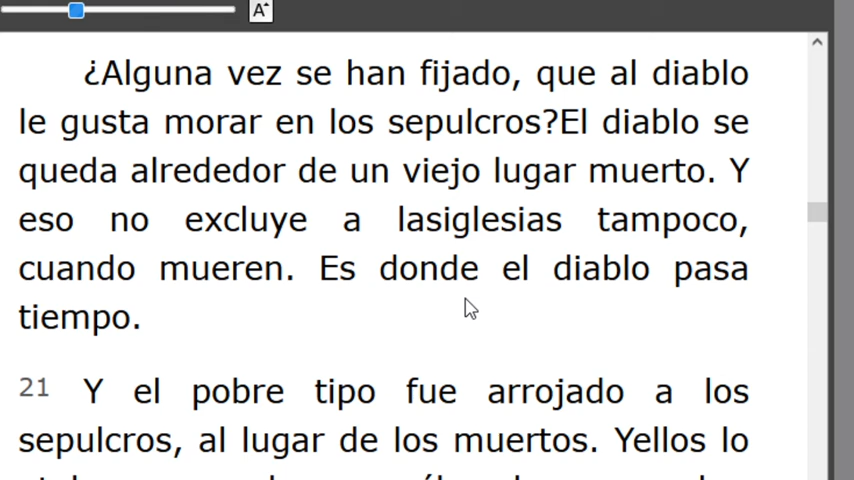 A
¿Alguna vez se han fijado, que al diablo
le gusta morar en los sepulcros?El diablo se
queda alrededor de un viejo lugar muerto. Y
eso no excluye a lasiglesias tampoco,
cuando mueren. Es donde el diablo pasa
tiempo.
21 Y el pobre tipo fue arrojado a los
sepulcros, al lugar de los muertos. Yellos lo